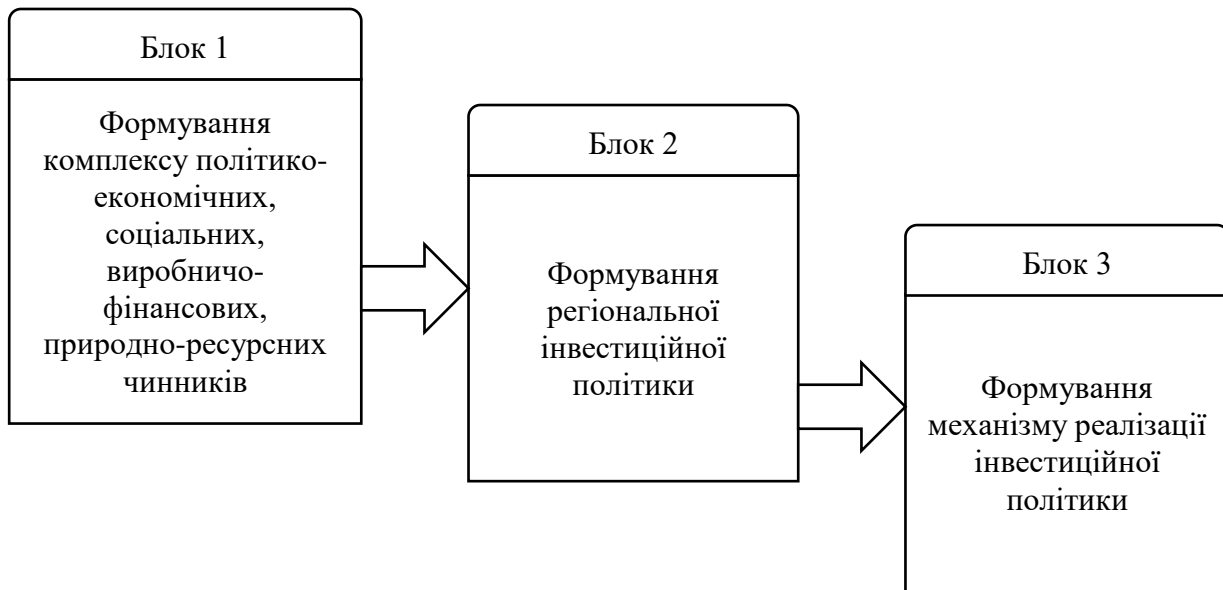 Блок 1
Формування
комплексу політико-
економічних,
соціальних,
виробничо-
фінансових,
природно-ресурсних
чинників
Блок 2
Формування
регіональної
інвестиційної
політики
Блок 3
Формування
механізму реалізації
інвестиційної
політики